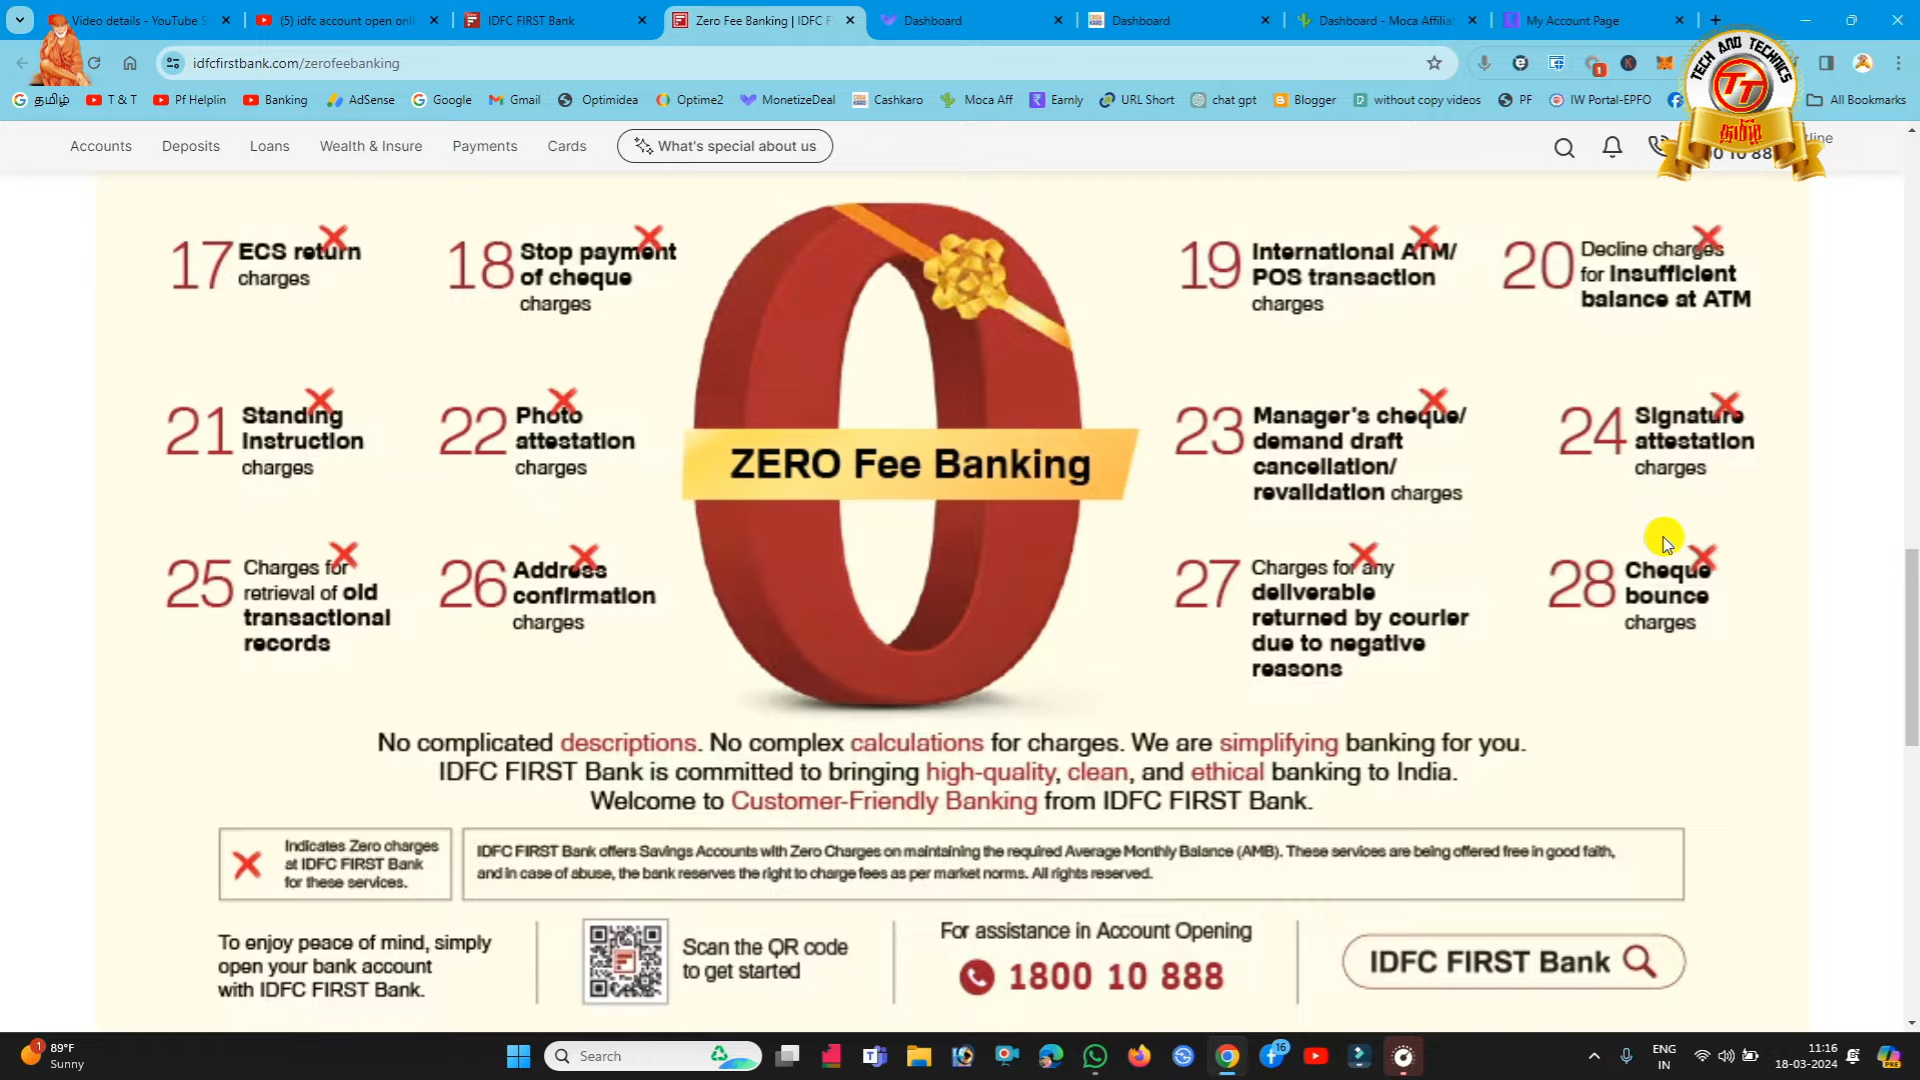 Video details - YouTube S
(5) idfc account open onli
IDFC FIRST Bank
Zero Fee Banking | IDFC F
Dashboard
Dashboard
Dashboard - Moca Affilia
My Account Page
idfcfirstbank.com/zerofeebanking
தமிழ்
T & T
Pf Helplin
Banking
AdSense
Google
Gmail
Optimidea
Optime2
MonetizeDeal
Cashkaro
Moca Aff
Earnly
URL Short
chat gpt
Blogger
without copy videos
PF
IW Portal-EPFO
All Bookmarks
TECH AND TECHNICS
TT
தமிழ்
Accounts
Deposits
Loans
Wealth & Insure
Payments
Cards
What's special about us
17 ECS return
charges
18 Stop payment
of cheque
charges
19 International ATM/
POS transaction
charges
20 Decline charges
for Insufficient
balance at ATM
21 Standing
Instruction
charges
22 Photo
attestation
charges
ZERO Fee Banking
23 Manager's cheque/
demand draft
cancellation/
revalidation charges
24 Signature
attestation
charges
25 Charges for
retrieval of old
transactional
records
26 Address
confirmation
charges
27 Charges for any
deliverable
returned by courier
due to negative
reasons
28 Cheque
bounce
charges
No complicated descriptions. No complex calculations for charges. We are simplifying banking for you.
IDFC FIRST Bank is committed to bringing high-quality, clean, and ethical banking to India.
Welcome to Customer-Friendly Banking from IDFC FIRST Bank.
Indicates Zero charges
at IDFC FIRST Bank
for these services.
IDFC FIRST Bank offers Savings Accounts with Zero Charges on maintaining the required Average Monthly Balance (AMB). These services are being offered free in good faith,
and in case of abuse, the bank reserves the right to charge fees as per market norms. All rights reserved.
To enjoy peace of mind, simply
open your bank account
with IDFC FIRST Bank.
Scan the QR code
to get started
For assistance in Account Opening
1800 10 888
IDFC FIRST Bank
89°F
Sunny
Search
16
ENG
IN
11:16
18-03-2024